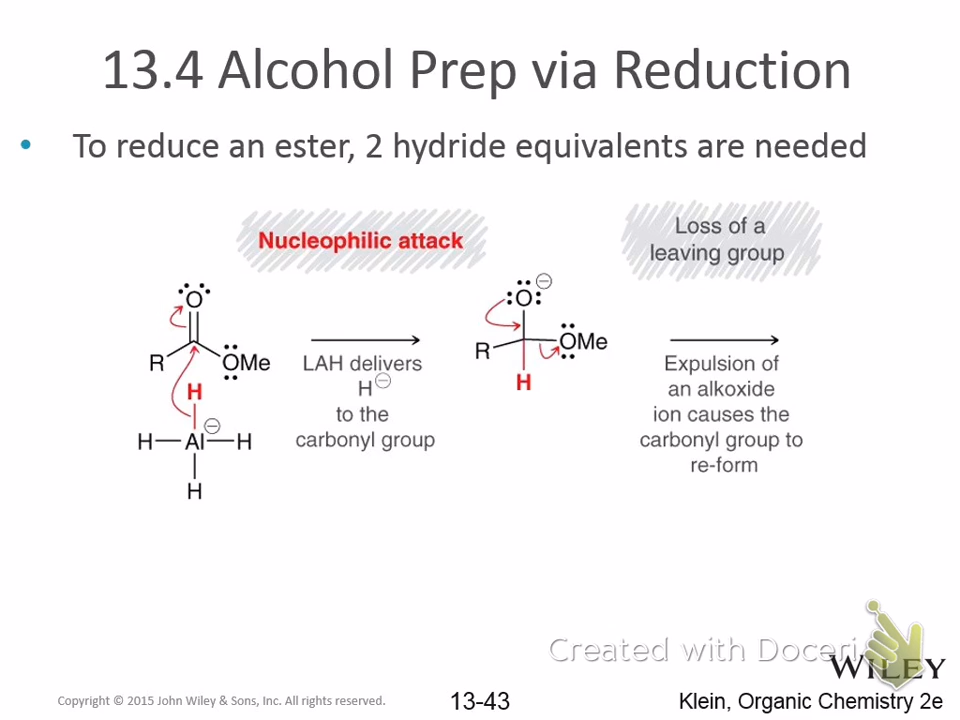 13.4 Alcohol Prep via Reduction
• To reduce an ester, 2 hydride equivalents are needed
Nucleophilic attack
Loss of a
leaving group
O
R
OMe
H
H Al H
H
LAH delivers
H⊖
to the
carbonyl group
O
R
OMe
H
Expulsion of
an alkoxide
ion causes the
carbonyl group to
re-form
Created with Doceri
WILEY
Copyright © 2015 John Wiley & Sons, Inc. All rights reserved.
13-43
Klein, Organic Chemistry 2e